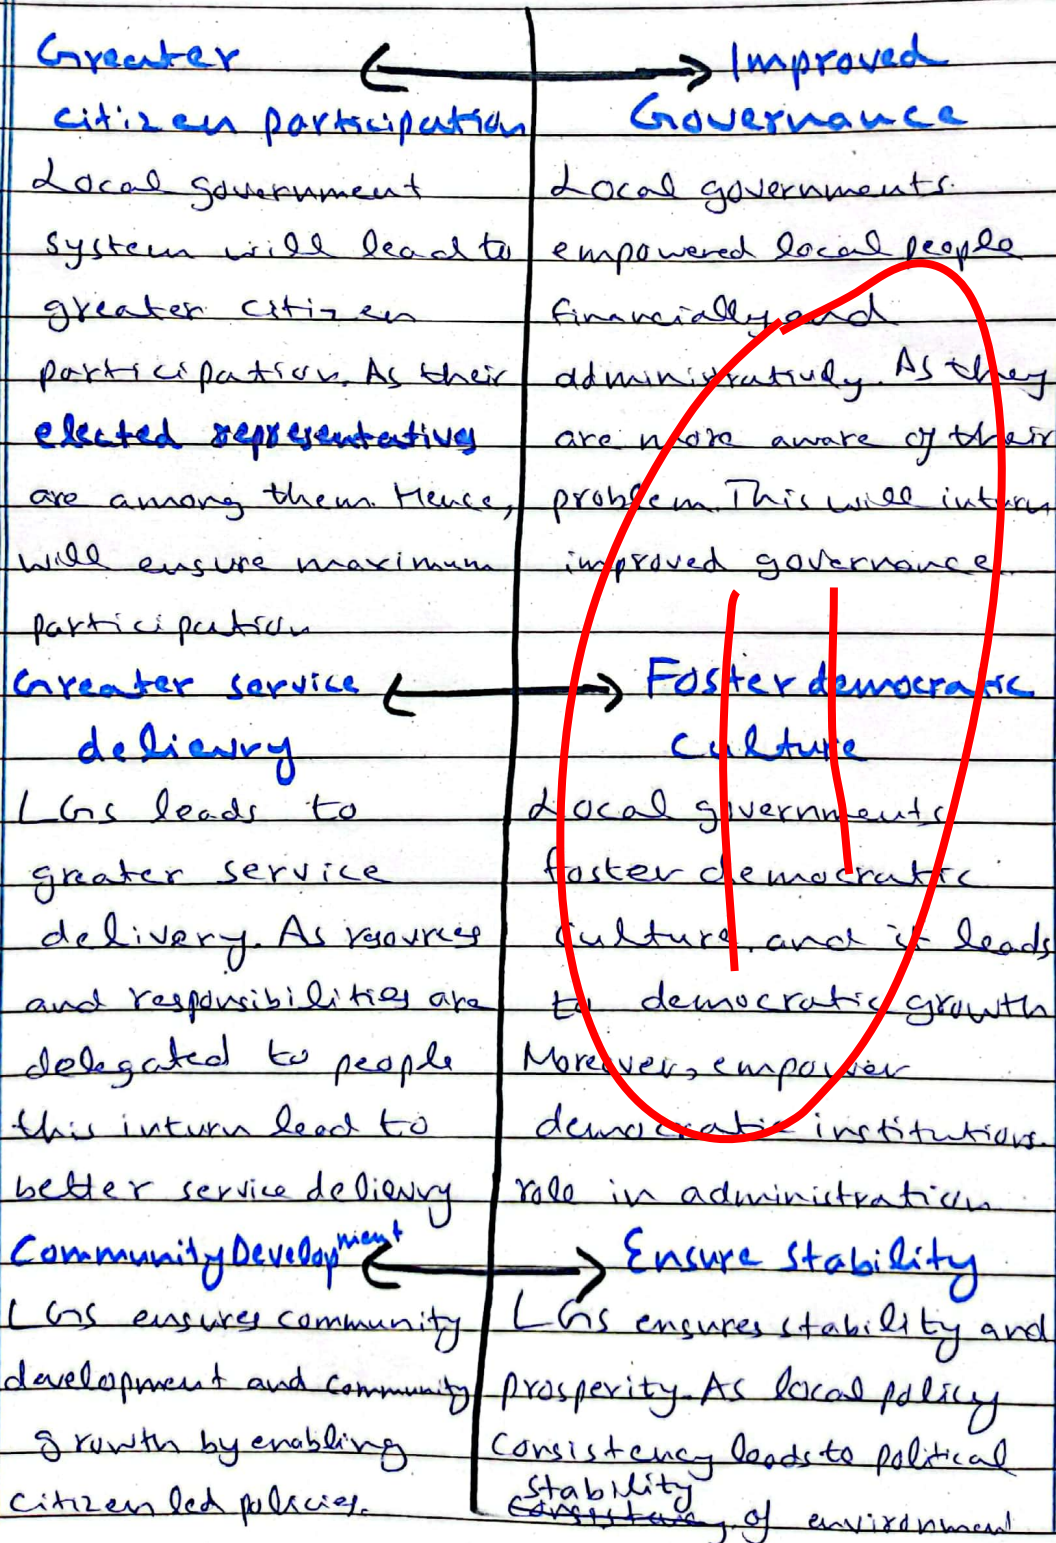 Greater
citizen participation
Local government
system will lead to
greater citizen
participation. As their
elected representatives
are among them. Hence,
will ensure maximum
participation
Improved
Governance
Local governments
empowered local people
financially and
administratively. As they
are more aware of their
problem. This will inturn
improved governance.
Greater service
delievry
LGs leads to
greater service
delivery. As resources
and responsibilities are
delegated to people
this inturn lead to
better service delievry
Foster democratic
culture
Local governments
foster democratic
culture, and it leads
to democratic growth
Moreover, empower
democratic institutions.
role in administration
Community Development
LGs ensures community
development and community
growth by enabling
citizen led policies.
Ensure stability
LGs ensures stability and
prosperity. As local policy
consistency leads to political
stability
of environment